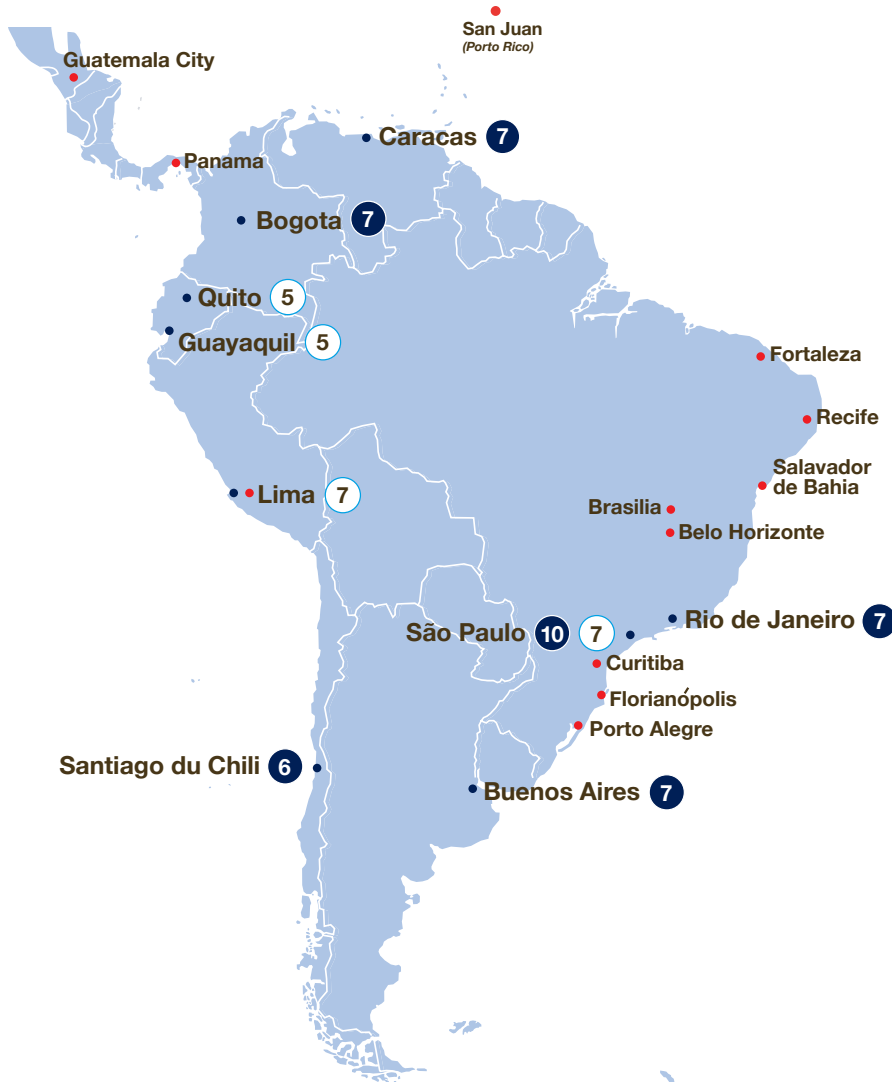 San Juan
(Porto Rico)
Guatemala City
Caracas 7
Panama
Bogota 7
Quito 5
Guayaquil 5
Fortaleza
Recife
Salavador
de Bahia
Lima 7
Brasilia
Belo Horizonte
Rio de Janeiro 7
São Paulo 10 7
Curitiba
Florianópolis
Porto Alegre
Santiago du Chili 6
Buenos Aires 7